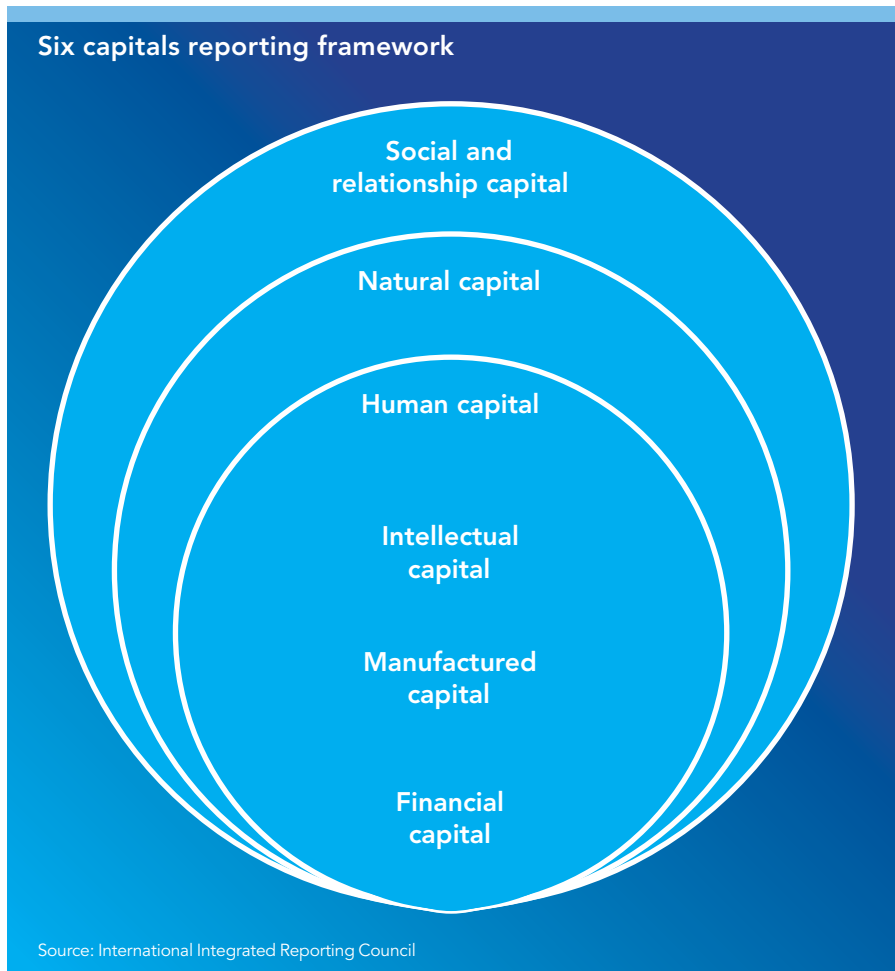 Six capitals reporting framework
Social and
relationship capital
Natural capital
Human capital
Intellectual
capital
Manufactured
capital
Financial
capital
Source: International Integrated Reporting Council